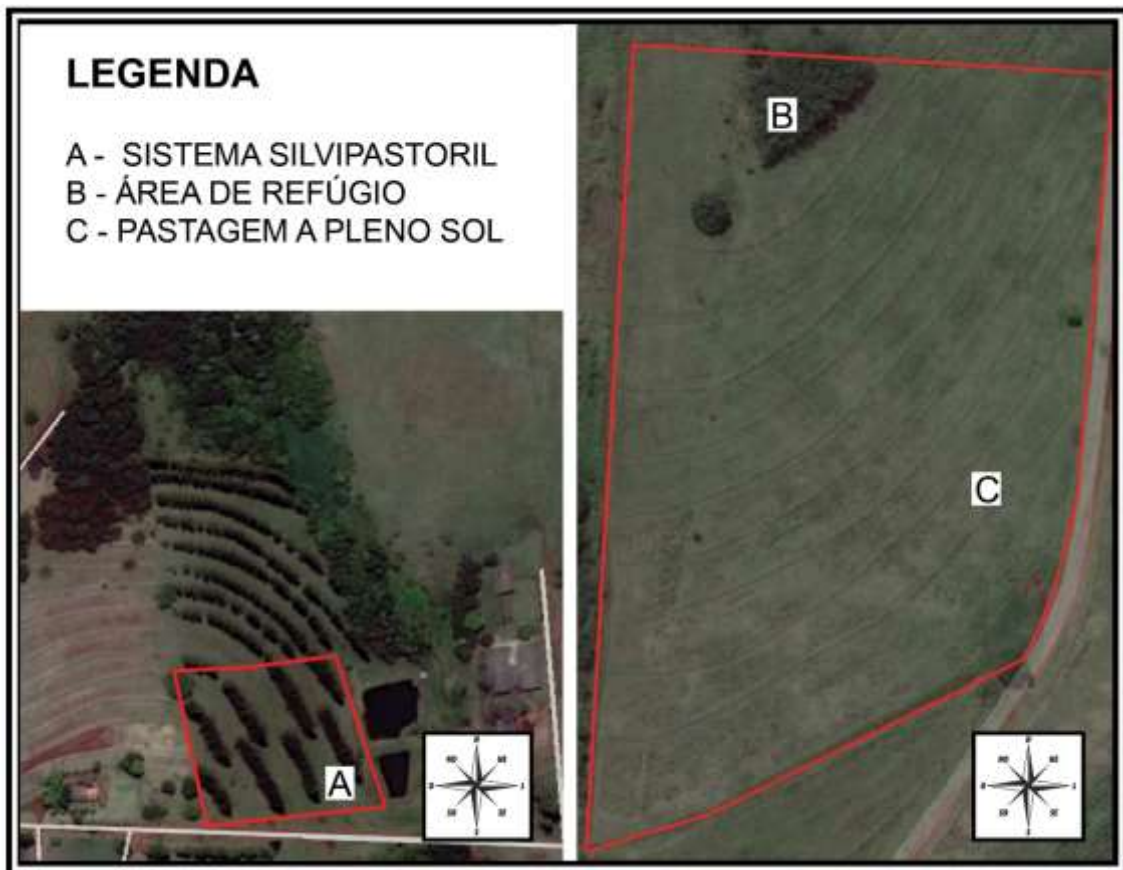 LEGENDA
A - SISTEMA SILVIPASTORIL
B - ÁREA DE REFÚGIO
C - PASTAGEM A PLENO SOL
B
C
A